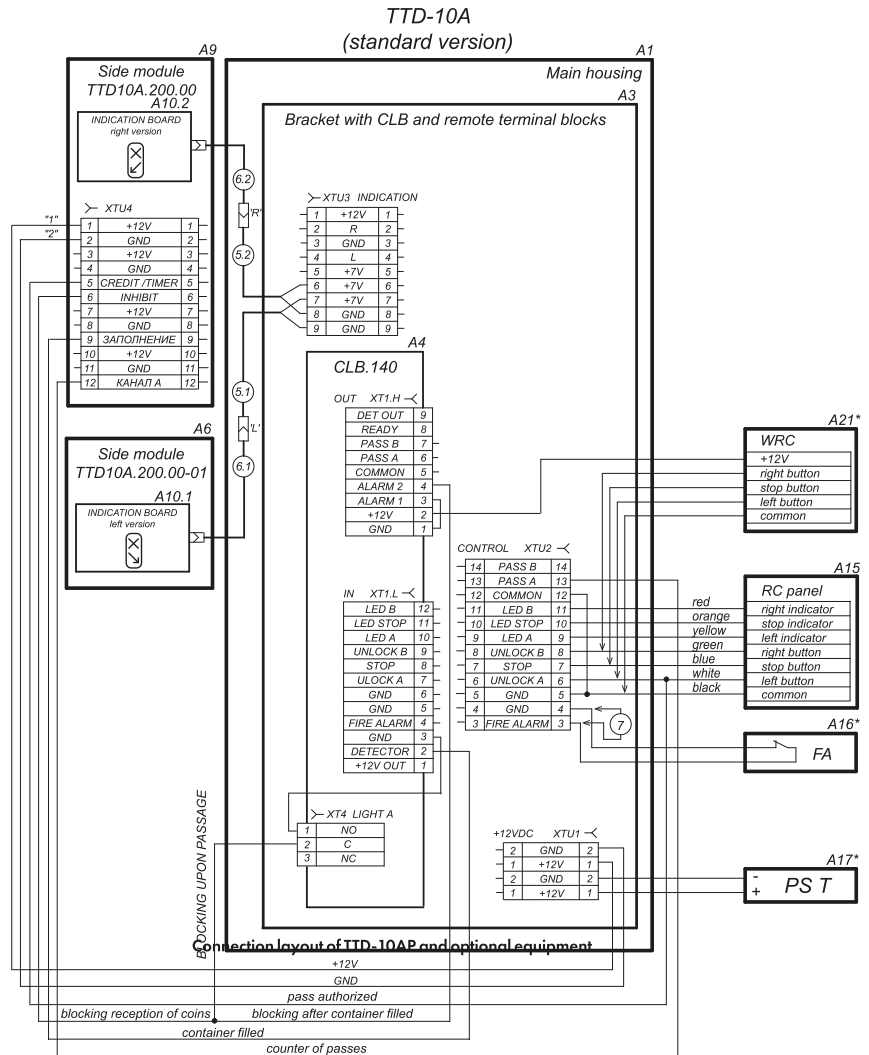 TTD-10A
(standard version)
A9
Side module
TTD10A.200.00
A10.2
INDICATION BOARD
right version
XTU4
"1"
"2"
1 +12V 1
2 GND 2
3 +12V 3
4 GND 4
5 CREDIT /TIMER 5
6 INHIBIT 6
7 +12V 7
8 GND 8
9 ЗАПОЛНЕНИЕ 9
10 +12V 10
11 GND 11
12 КАНАЛ А 12
A6
Side module
TTD10A.200.00-01
A10.1
INDICATION BOARD
left version
6.2
'R'
5.2
5.1
'L'
6.1
A1
Main housing
A3
Bracket with CLB and remote terminal blocks
XTU3 INDICATION
1 +12V 1
2 R 2
3 GND 3
4 L 4
5 +7V 5
6 +7V 6
7 +7V 7
8 GND 8
9 GND 9
A4
CLB.140
OUT XT1.H
DET OUT 9
READY 8
PASS B 7
PASS A 6
COMMON 5
ALARM 2 4
ALARM 1 3
+12V 2
GND 1
IN XT1.L
LED B 12
LED STOP 11
LED A 10
UNLOCK B 9
STOP 8
ULOCK A 7
GND 6
GND 5
FIRE ALARM 4
GND 3
DETECTOR 2
+12V OUT 1
XT4 LIGHT A
1 NO
2 C
3 NC
CONTROL XTU2
14 PASS B 14
13 PASS A 13
12 COMMON 12
11 LED B 11
10 LED STOP 10
9 LED A 9
8 UNLOCK B 8
7 STOP 7
6 UNLOCK A 6
5 GND 5
4 GND 4
3 FIRE ALARM 3
7
+12VDC XTU1
2 GND 2
1 +12V 1
2 GND 2
1 +12V 1
A21*
WRC
+12V
right button
stop button
left button
common
A15
RC panel
red right indicator
orange stop indicator
yellow left indicator
green right button
blue stop button
white left button
black common
A16*
FA
A17*
- + PS T
BLOCKING UPON PASSAGE
Connection layout of TTD-10AP and optional equipment
+12V
GND
pass authorized
blocking reception of coins blocking after container filled
container filled
counter of passes